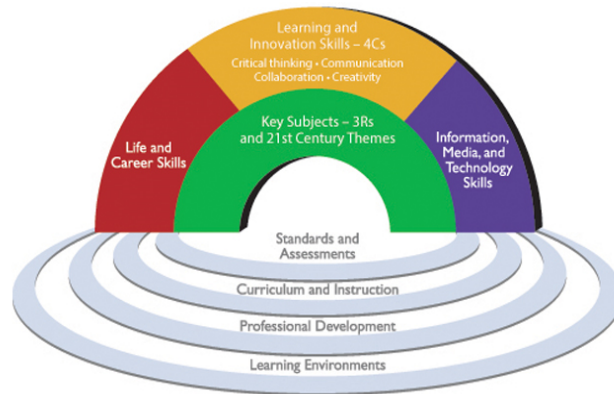 Learning and
Innovation Skills – 4Cs
Critical thinking • Communication
Collaboration • Creativity
Key Subjects – 3Rs
and 21st Century Themes
Life and
Career Skills
Information,
Media, and
Technology
Skills
Standards and
Assessments
Curriculum and Instruction
Professional Development
Learning Environments